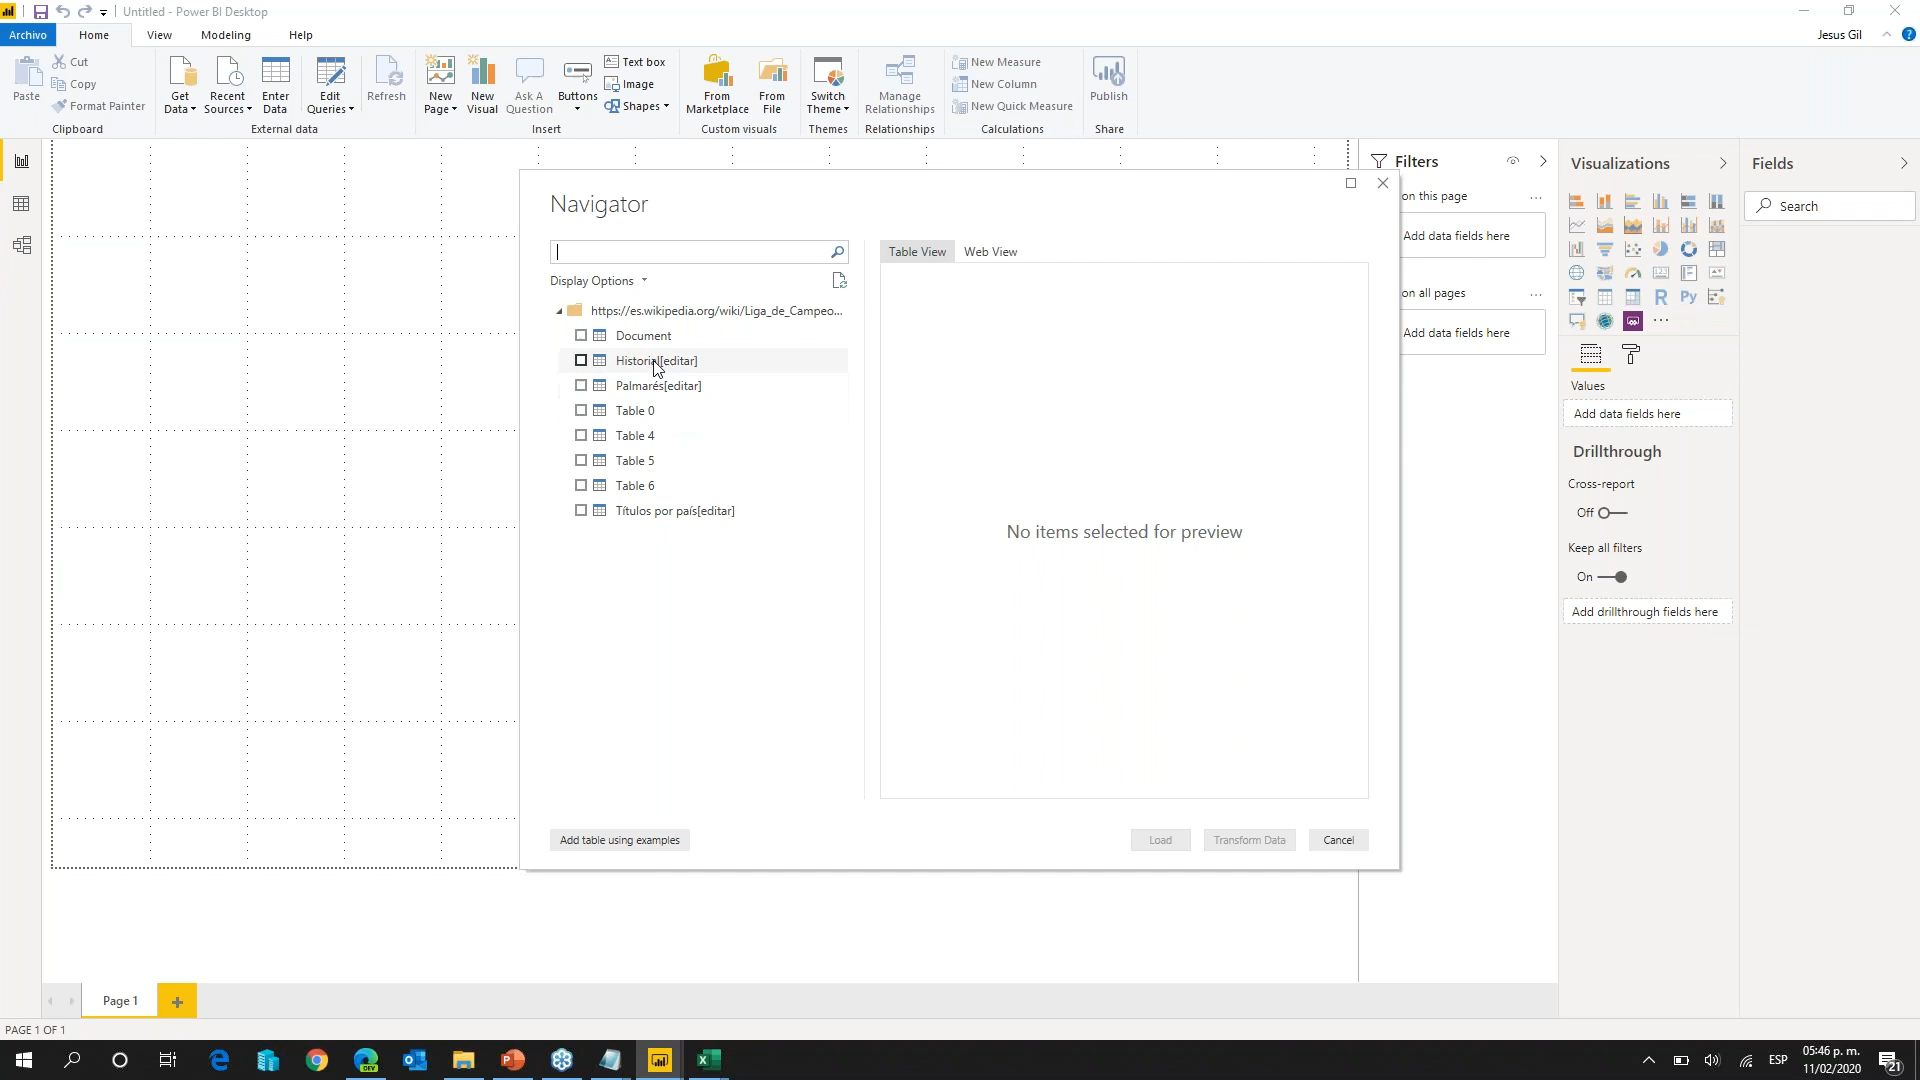 Untitled - Power BI Desktop
Archivo
Home
View
Modeling
Help
Jesus Gil
?
Paste
Cut
Copy
Format Painter
Clipboard
Get
Data
Recent
Sources
Enter
Data
Edit
Queries
Refresh
External data
New
Page
New
Visual
Ask A
Question
Buttons
Text box
Image
Shapes
Insert
From
Marketplace
From
File
Custom visuals
Switch
Theme
Themes
Manage
Relationships
Relationships
New Measure
New Column
New Quick Measure
Calculations
Publish
Share
Navigator
Display Options
https://es.wikipedia.org/wiki/Liga_de_Campeo...
Document
Historial[editar]
Palmarés[editar]
Table 0
Table 4
Table 5
Table 6
Títulos por país[editar]
Table View
Web View
No items selected for preview
Add table using examples
Load
Transform Data
Cancel
Filters
on this page
...
Add data fields here
on all pages
...
Add data fields here
Visualizations
123
R
Py
...
Values
Add data fields here
Drillthrough
Cross-report
Off
Keep all filters
On
Add drillthrough fields here
Fields
Search
Page 1
+
PAGE 1 OF 1
DEV
ESP
05:46 p. m.
11/02/2020
21